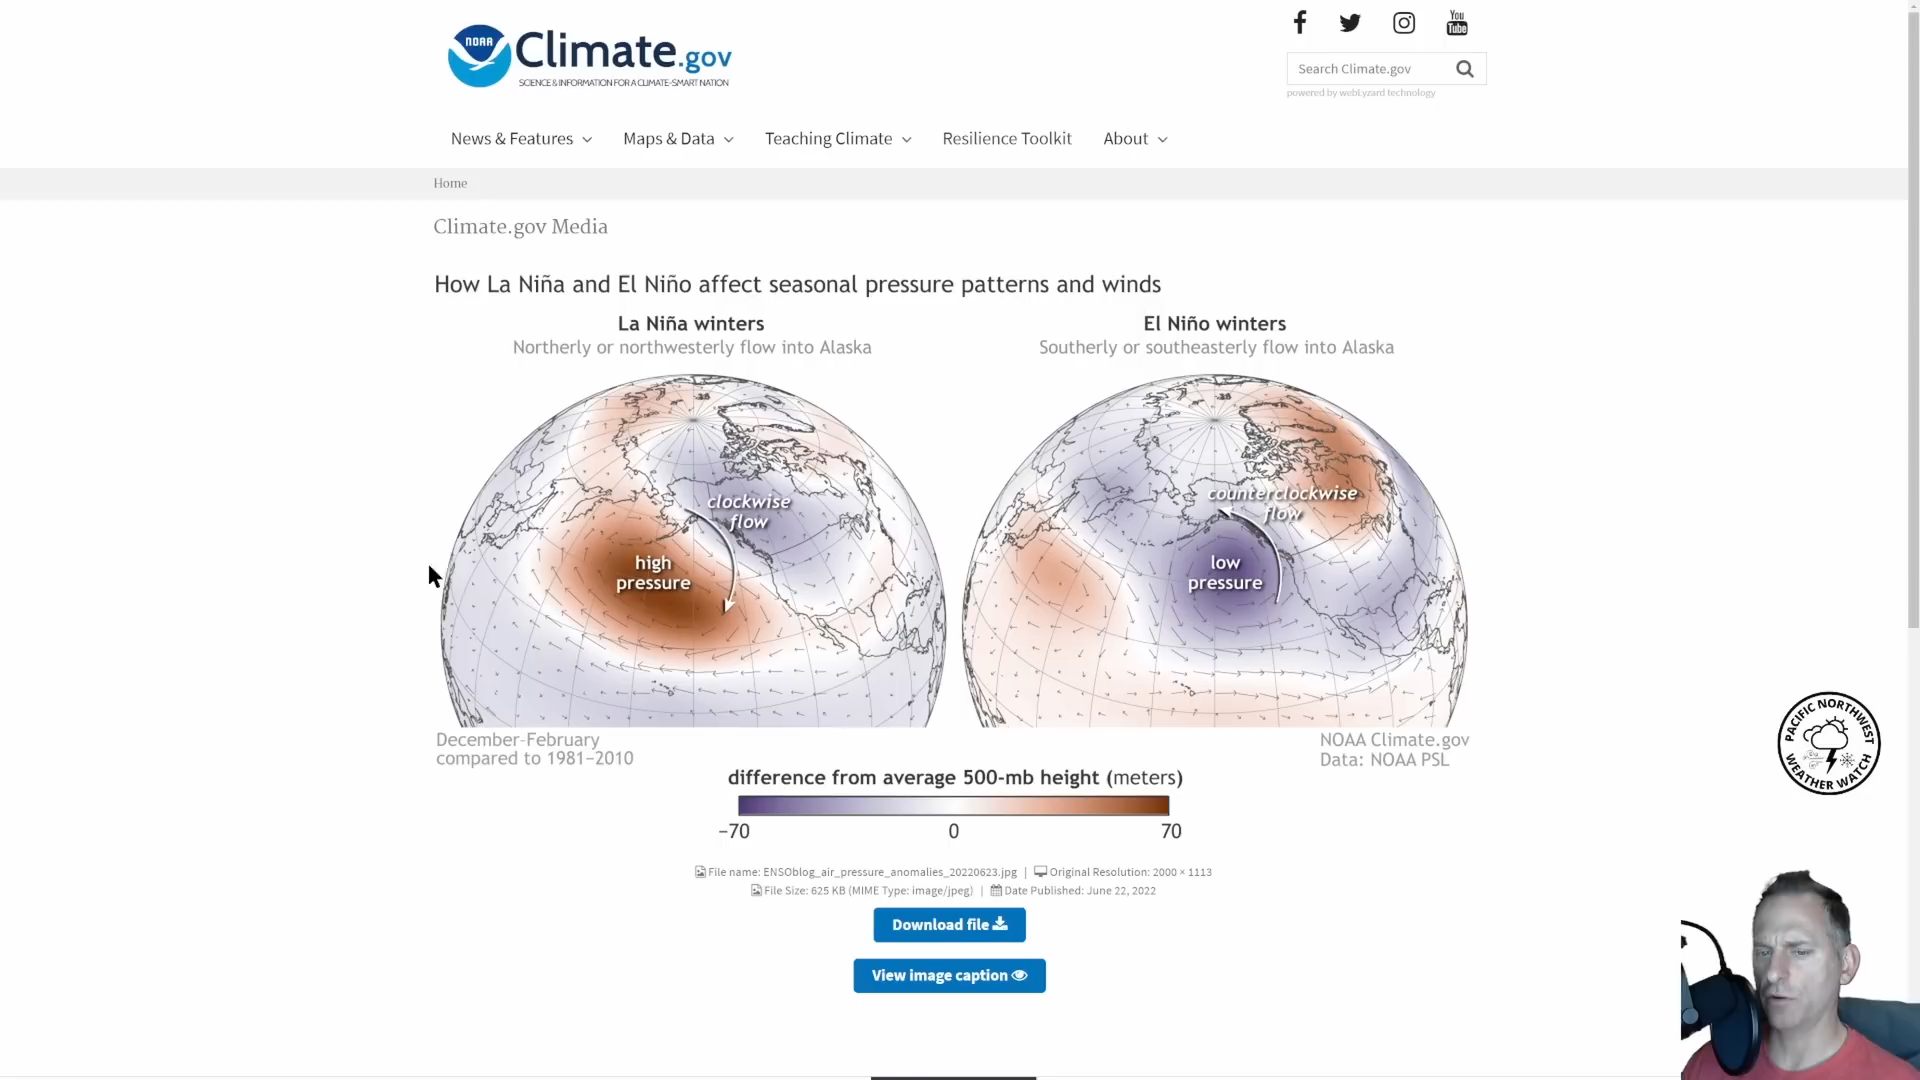 NOAA
Climate.gov
SCIENCE & INFORMATION FOR A CLIMATE-SMART NATION
You
Tube
Search Climate.gov
powered by webLyzard technology
News & Features
Maps & Data
Teaching Climate
Resilience Toolkit
About
Home
Climate.gov Media
How La Niña and El Niño affect seasonal pressure patterns and winds
La Niña winters
Northerly or northwesterly flow into Alaska
El Niño winters
Southerly or southeasterly flow into Alaska
clockwise
flow
high
pressure
counterclockwise
flow
low
pressure
December–February
compared to 1981–2010
NOAA Climate.gov
Data: NOAA PSL
difference from average 500-mb height (meters)
−70 0 70
File name: ENSOblog_air_pressure_anomalies_20220623.jpg | Original Resolution: 2000 × 1113
File Size: 625 KB (MIME Type: image/jpeg) | Date Published: June 22, 2022
Download file
View image caption
PACIFIC NORTHWEST
WEATHER WATCH